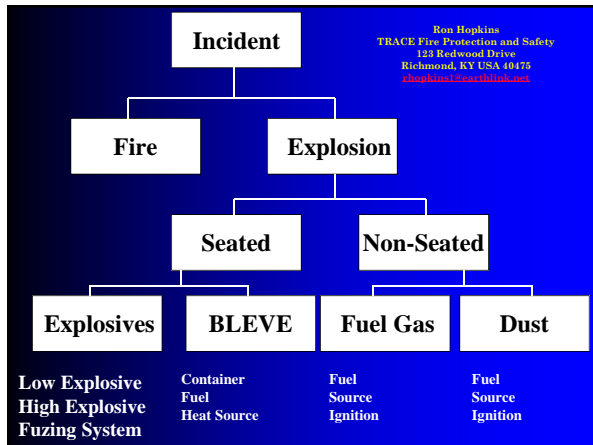 Incident
Ron Hopkins
TRACE Fire Protection and Safety
123 Redwood Drive
Richmond, KY USA 40475
rhopkins1@earthlink.net
Fire
Explosion
Seated
Non-Seated
Explosives
BLEVE
Fuel Gas
Dust
Low Explosive
High Explosive
Fuzing System
Container
Fuel
Heat Source
Fuel
Source
Ignition
Fuel
Source
Ignition